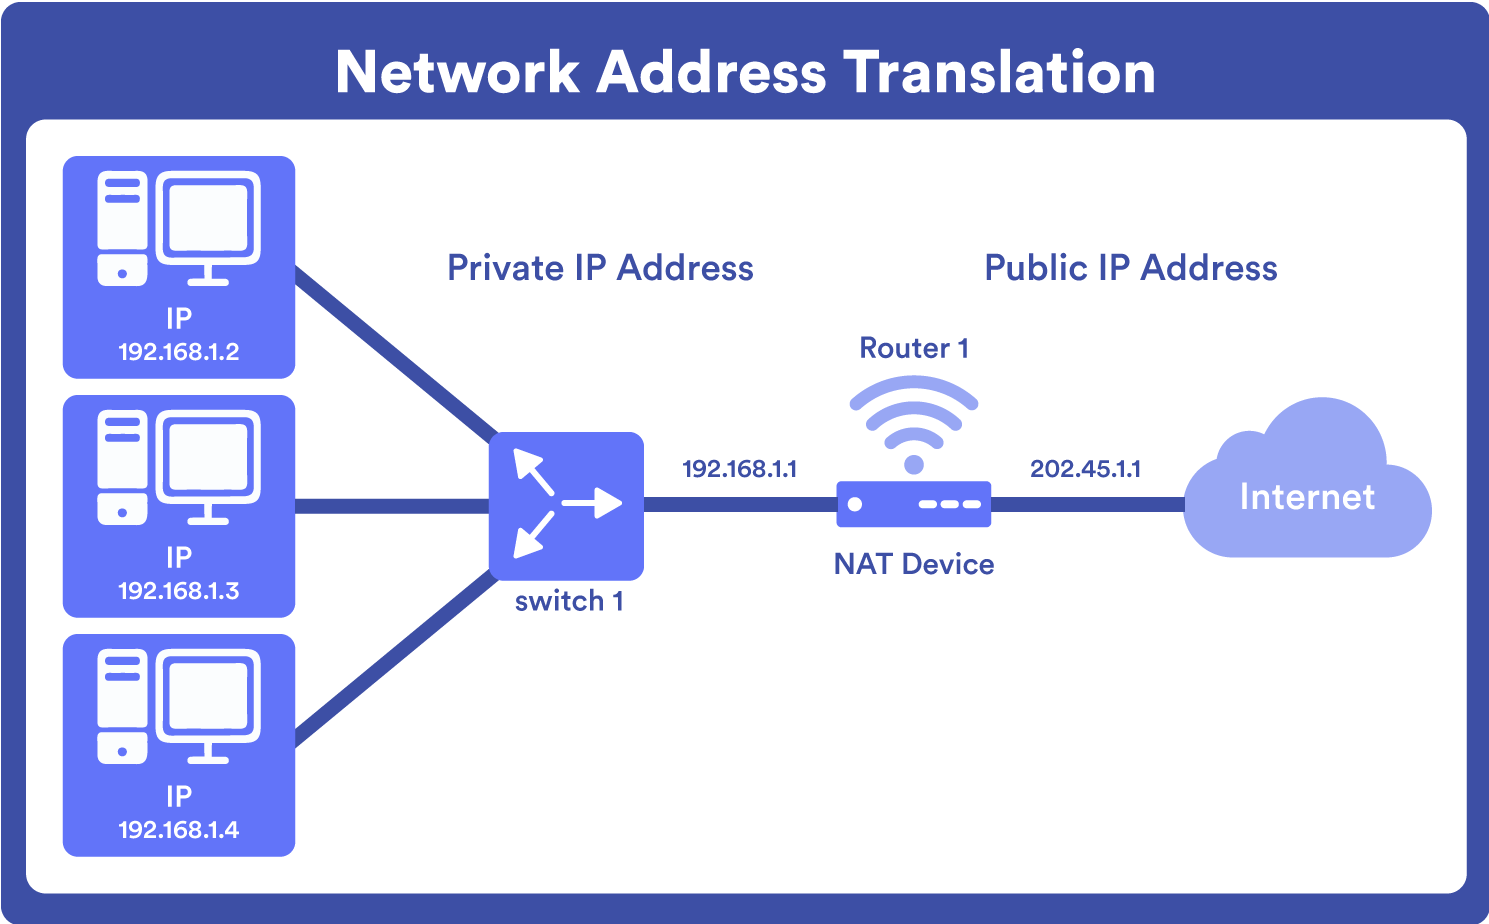 Network Address Translation
IP
192.168.1.2
IP
192.168.1.3
IP
192.168.1.4
switch 1
Private IP Address
192.168.1.1
Router 1
NAT Device
Public IP Address
202.45.1.1
Internet